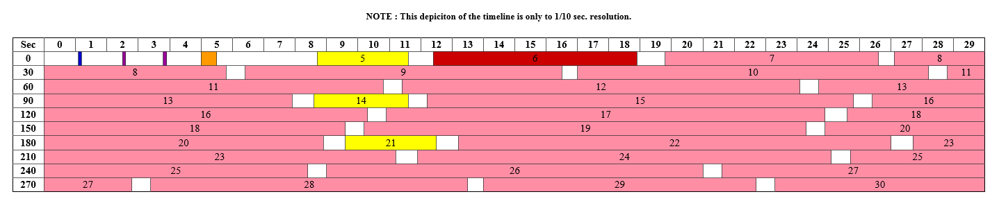 NOTE : This depiciton of the timeline is only to 1/10 sec. resolution.
Sec 0 1 2 3 4 5 6 7 8 9 10 11 12 13 14 15 16 17 18 19 20 21 22 23 24 25 26 27 28 29
0 5 6 7 8
30 8 9 10 11
60 11 12 13
90 13 14 15 16
120 16 17 18
150 18 19 20
180 20 21 22 23
210 23 24 25
240 25 26 27
270 27 28 29 30